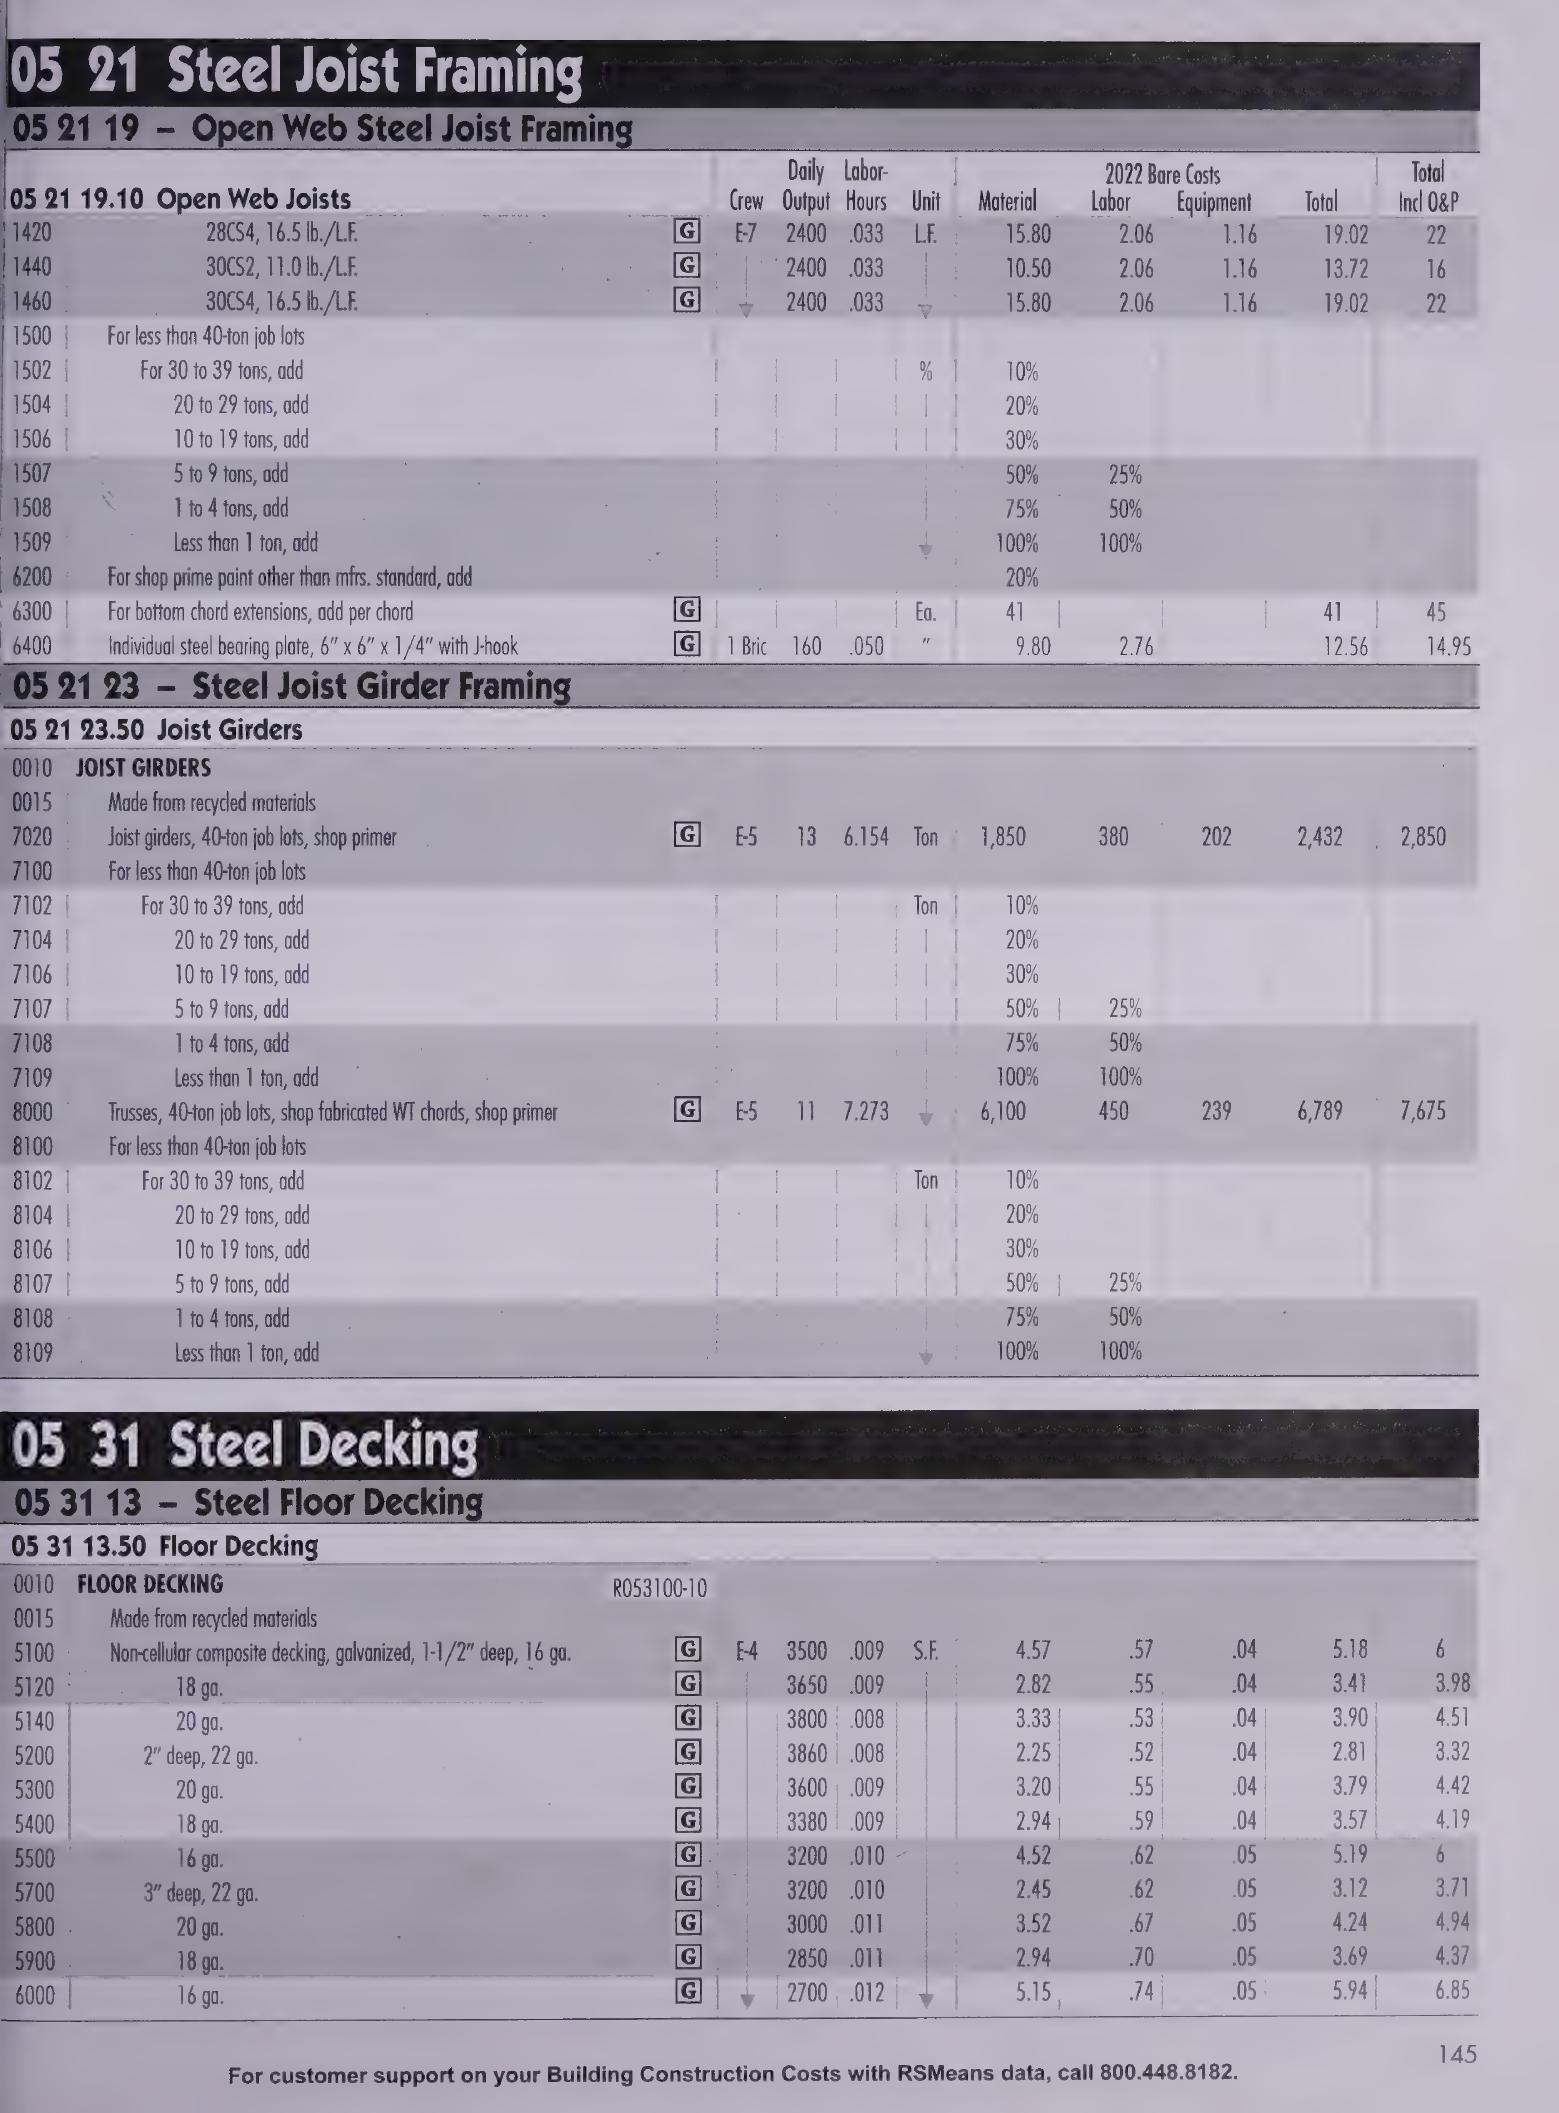 05 21 Steel Joist Framing
05 21 19 – Open Web Steel Joist Framing
05 21 19.10 Open Web Joists Crew Daily Output Labor-Hours Unit Material 2022 Bare Costs Labor Equipment Total Total Incl O&P
1420 28CS4, 16.5 lb./L.F. G E-7 2400 .033 L.F. 15.80 2.06 1.16 19.02 22
1440 30CS2, 11.0 lb./L.F. G 2400 .033 10.50 2.06 1.16 13.72 16
1460 30CS4, 16.5 lb./L.F. G 2400 .033 15.80 2.06 1.16 19.02 22
1500 For less than 40-ton job lots
1502 For 30 to 39 tons, add % 10%
1504 20 to 29 tons, add 20%
1506 10 to 19 tons, add 30%
1507 5 to 9 tons, add 50% 25%
1508 1 to 4 tons, add 75% 50%
1509 Less than 1 ton, add 100% 100%
6200 For shop prime paint other than mfrs. standard, add 20%
6300 For bottom chord extensions, add per chord G Ea. 41 41 45
6400 Individual steel bearing plate, 6" x 6" x 1/4" with J-hook G 1 Bric 160 .050 " 9.80 2.76 12.56 14.95
05 21 23 – Steel Joist Girder Framing
05 21 23.50 Joist Girders
0010 JOIST GIRDERS
0015 Made from recycled materials
7020 Joist girders, 40-ton job lots, shop primer G E-5 13 6.154 Ton 1,850 380 202 2,432 2,850
7100 For less than 40-ton job lots
7102 For 30 to 39 tons, add Ton 10%
7104 20 to 29 tons, add 20%
7106 10 to 19 tons, add 30%
7107 5 to 9 tons, add 50% 25%
7108 1 to 4 tons, add 75% 50%
7109 Less than 1 ton, add 100% 100%
8000 Trusses, 40-ton job lots, shop fabricated WT chords, shop primer G E-5 11 7.273 6,100 450 239 6,789 7,675
8100 For less than 40-ton job lots
8102 For 30 to 39 tons, add Ton 10%
8104 20 to 29 tons, add 20%
8106 10 to 19 tons, add 30%
8107 5 to 9 tons, add 50% 25%
8108 1 to 4 tons, add 75% 50%
8109 Less than 1 ton, add 100% 100%
05 31 Steel Decking
05 31 13 – Steel Floor Decking
05 31 13.50 Floor Decking
0010 FLOOR DECKING R053100-10
0015 Made from recycled materials
5100 Non-cellular composite decking, galvanized, 1-1/2" deep, 16 ga. G E-4 3500 .009 S.F. 4.57 .57 .04 5.18 6
5120 18 ga. G 3650 .009 2.82 .55 .04 3.41 3.98
5140 20 ga. G 3800 .008 3.33 .53 .04 3.90 4.51
5200 2" deep, 22 ga. G 3860 .008 2.25 .52 .04 2.81 3.32
5300 20 ga. G 3600 .009 3.20 .55 .04 3.79 4.42
5400 18 ga. G 3380 .009 2.94 .59 .04 3.57 4.19
5500 16 ga. G 3200 .010 4.52 .62 .05 5.19 6
5700 3" deep, 22 ga. G 3200 .010 2.45 .62 .05 3.12 3.71
5800 20 ga. G 3000 .011 3.52 .67 .05 4.24 4.94
5900 18 ga. G 2850 .011 2.94 .70 .05 3.69 4.37
6000 16 ga. G 2700 .012 5.15 .74 .05 5.94 6.85
145
For customer support on your Building Construction Costs with RSMeans data, call 800.448.8182.